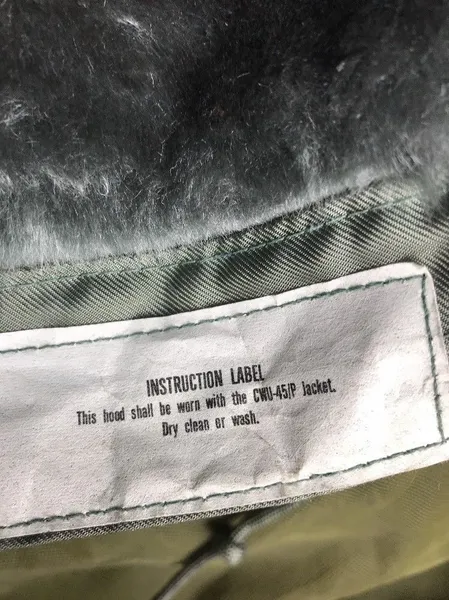 INSTRUCTION LABEL
This hood shall be worn with the CWU-45/P Jacket.
Dry clean or wash.